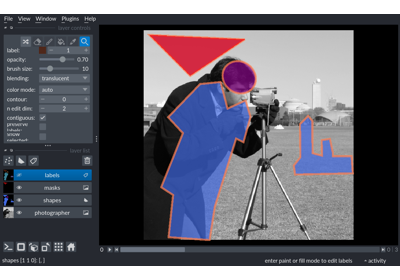 File View Window Plugins Help
layer controls
label: 1
opacity: 0.70
brush size: 10
blending: translucent
color mode: auto
contour: 0
n edit dim: 2
contiguous:
preserve
labels:
show
selected:
layer list
labels
masks
shapes
photographer
shapes [1 1 0]: [, ]
enter paint or fill mode to edit labels
activity